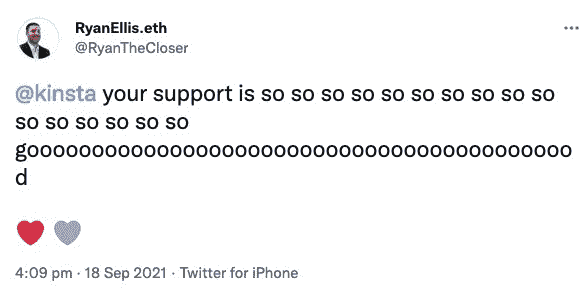 RyanEllis.eth
@RyanTheCloser
@kinsta your support is so so so so so so so so so so
so so so so so so
goooooooooooooooooooooooooooooooooooooooooo
d
4:09 pm · 18 Sep 2021 · Twitter for iPhone